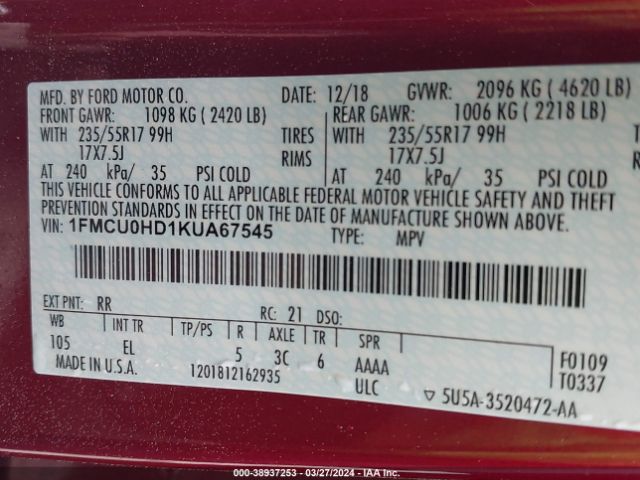 MFD. BY FORD MOTOR CO. DATE: 12/18 GVWR: 2096 KG ( 4620 LB)
FRONT GAWR: 1098 KG ( 2420 LB) REAR GAWR: 1006 KG ( 2218 LB)
WITH 235/55R17 99H TIRES WITH 235/55R17 99H
17X7.5J RIMS 17X7.5J
AT 240 kPa/ 35 PSI COLD AT 240 kPa/ 35 PSI COLD
THIS VEHICLE CONFORMS TO ALL APPLICABLE FEDERAL MOTOR VEHICLE SAFETY AND THEFT
PREVENTION STANDARDS IN EFFECT ON THE DATE OF MANUFACTURE SHOWN ABOVE.
VIN: 1FMCU0HD1KUA67545 TYPE: MPV
EXT PNT: RR RC: 21 DSO:
WB INT TR TP/PS R AXLE TR SPR
105 EL 5 3C 6 AAAA F0109
MADE IN U.S.A. 1201812162935 ULC T0337
▽ 5U5A-3520472-AA
000-38937253 - 03/27/2024 - IAA Inc.